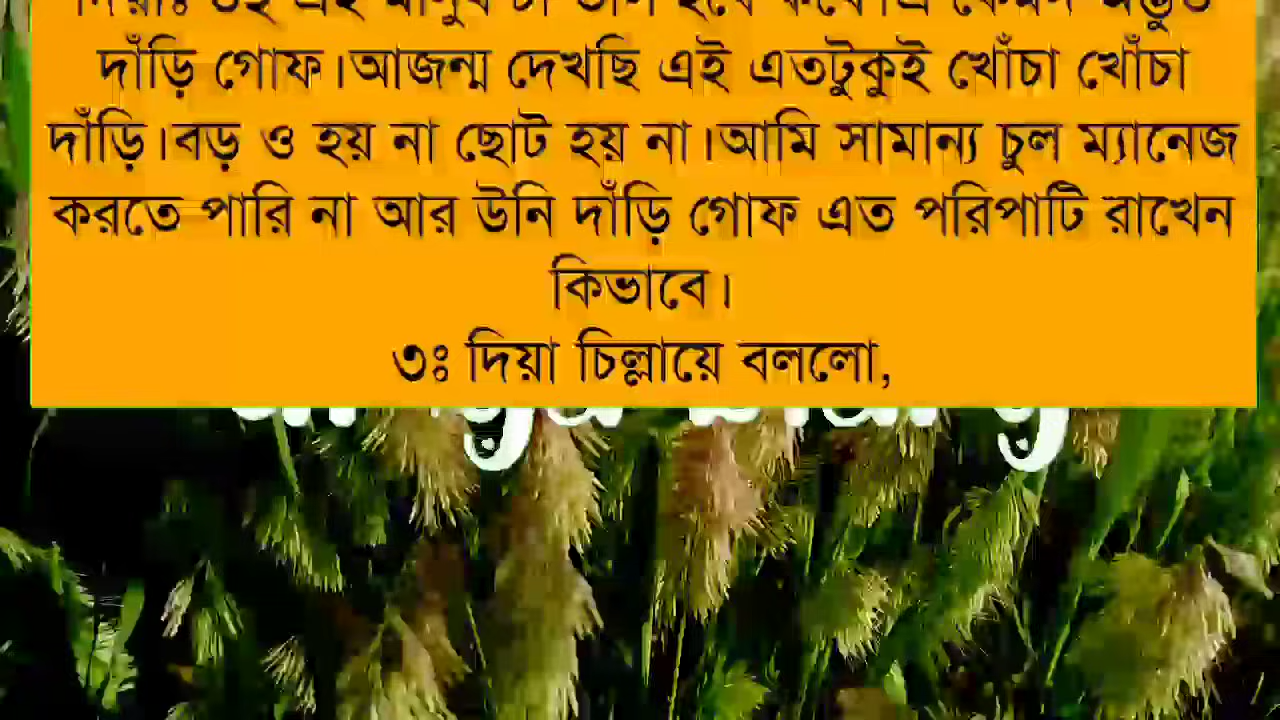 দাঁড়ি গোফ।আজন্ম দেখছি এই এতটুকুই খোঁচা খোঁচা
দাঁড়ি।বড় ও হয় না ছোট হয় না।আমি সামান্য চুল ম্যানেজ
করতে পারি না আর উনি দাঁড়ি গোফ এত পরিপাটি রাখেন
কিভাবে।
৩ঃ দিয়া চিল্লায়ে বললো,